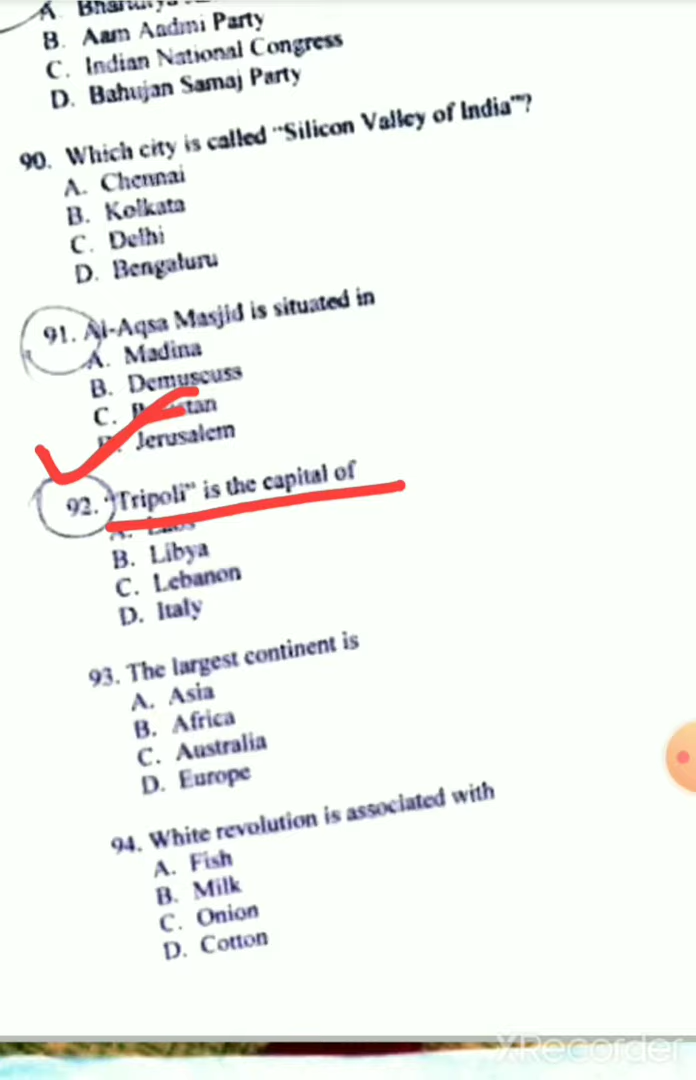 A.
B. Aam Aadmi Party
C. Indian National Congress
D. Bahujan Samaj Party
90. Which city is called "Silicon Valley of India"?
A. Chennai
B. Kolkata
C. Delhi
D. Bengaluru
91. Al-Aqsa Masjid is situated in
A. Madina
B. Demuscuss
C.
Jerusalem
92. "Tripoli" is the capital of
A.
B. Libya
C. Lebanon
D. Italy
93. The largest continent is
A. Asia
B. Africa
C. Australia
D. Europe
94. White revolution is associated with
A. Fish
B. Milk
C. Onion
D. Cotton
XRecorder